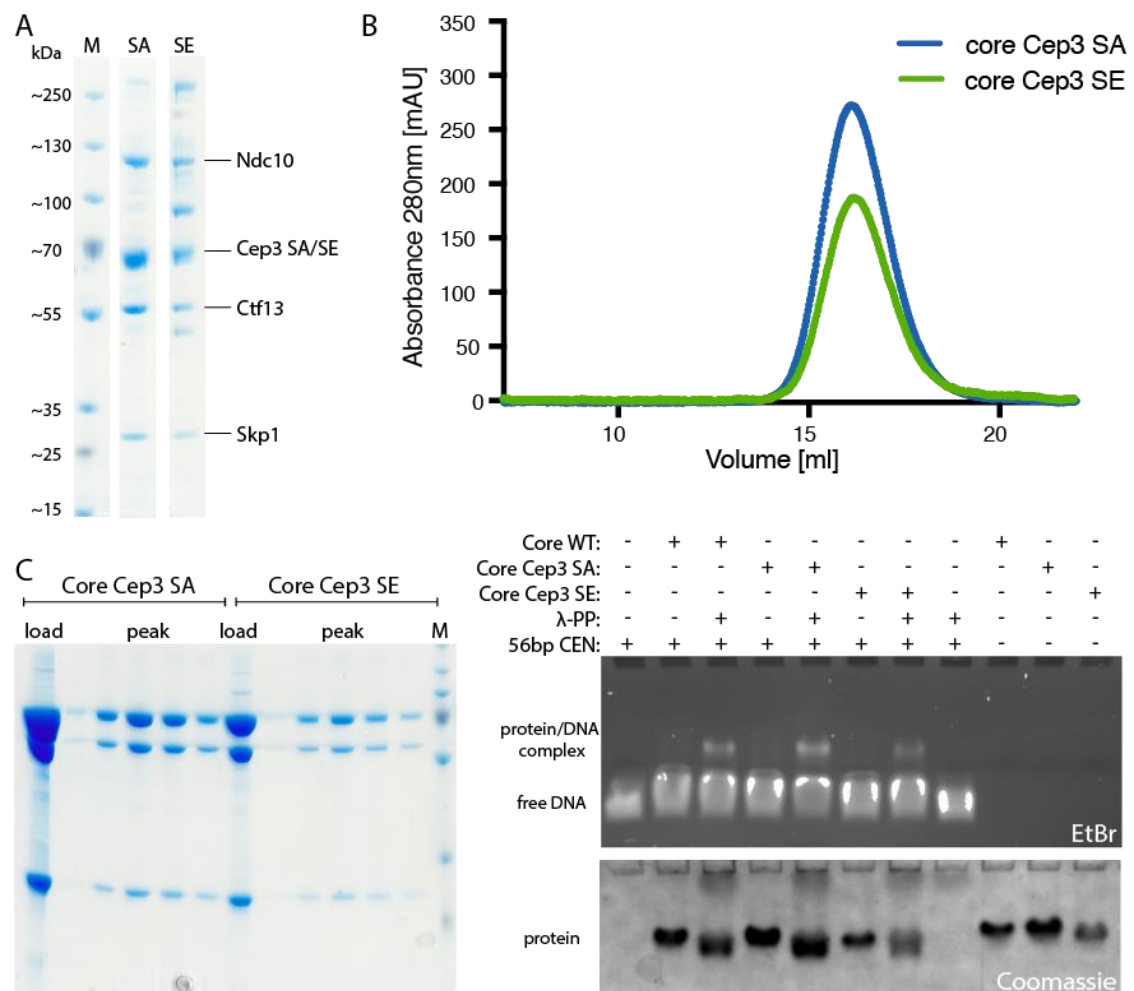 A
kDa M SA SE
~250
~130
~100
~70
~55
~35
~25
~15
Ndc10
Cep3 SA/SE
Ctf13
Skp1
B
Absorbance 280nm [mAU]
350
300
250
200
150
100
50
0
10 15 20
Volume [ml]
core Cep3 SA
core Cep3 SE
C
Core Cep3 SA Core Cep3 SE
load peak load peak M
Core WT: - + + - - - - - + - -
Core Cep3 SA: - - - + + - - - - + -
Core Cep3 SE: - - - - - + + - - - +
λ-PP: - - + - + - + + - - -
56bp CEN: + + + + + + + + - - -
protein/DNA
complex
free DNA
EtBr
protein
Coomassie